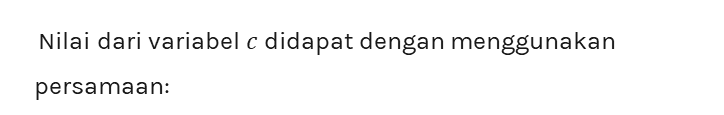 Nilai dari variabel c didapat dengan menggunakan
persamaan: